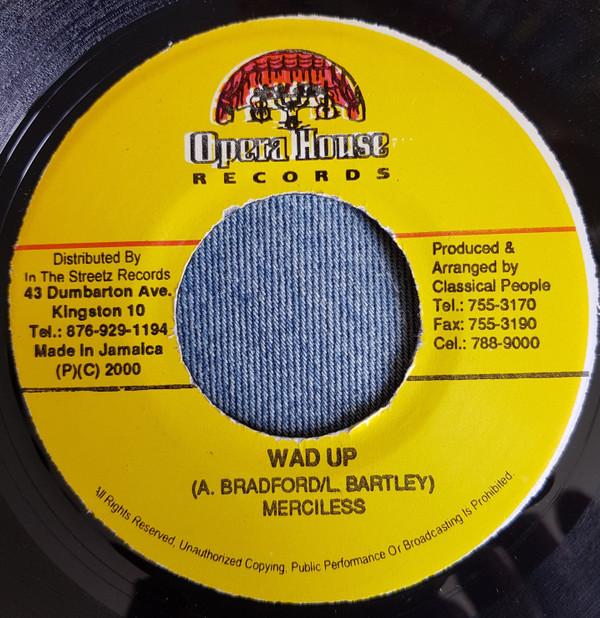 Opera House
RECORDS
Distributed By
In The Streetz Records
43 Dumbarton Ave.
Kingston 10
Tel.: 876-929-1194
Made In Jamaica
(P)(C) 2000
Produced &
Arranged by
Classical People
Tel.: 755-3170
Fax: 755-3190
Cel.: 788-9000
WAD UP
(A. BRADFORD/L. BARTLEY)
MERCILESS
All Rights Reserved. Unauthorized Copying, Public Performance Or Broadcasting Is Prohibited.